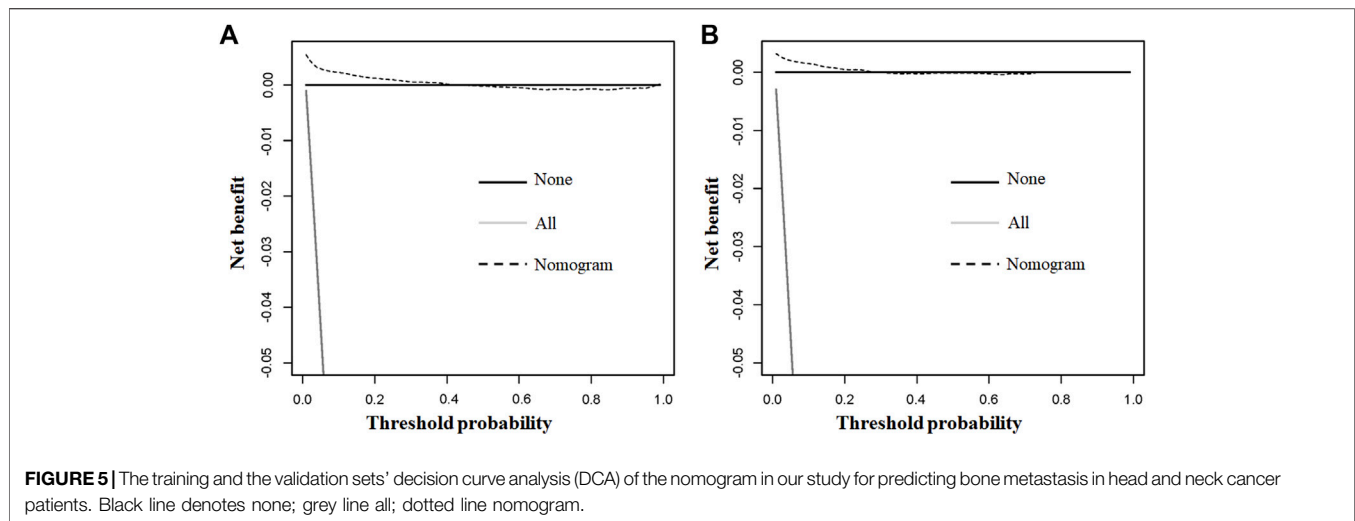 A
B
0.00
-0.01
-0.02
-0.03
-0.04
-0.05
Net benefit
None
All
Nomogram
0.0 0.2 0.4 0.6 0.8 1.0
Threshold probability
0.00
-0.01
-0.02
-0.03
-0.04
-0.05
Net benefit
None
All
Nomogram
0.0 0.2 0.4 0.6 0.8 1.0
Threshold probability
FIGURE 5 | The training and the validation sets' decision curve analysis (DCA) of the nomogram in our study for predicting bone metastasis in head and neck cancer
patients. Black line denotes none; grey line all; dotted line nomogram.